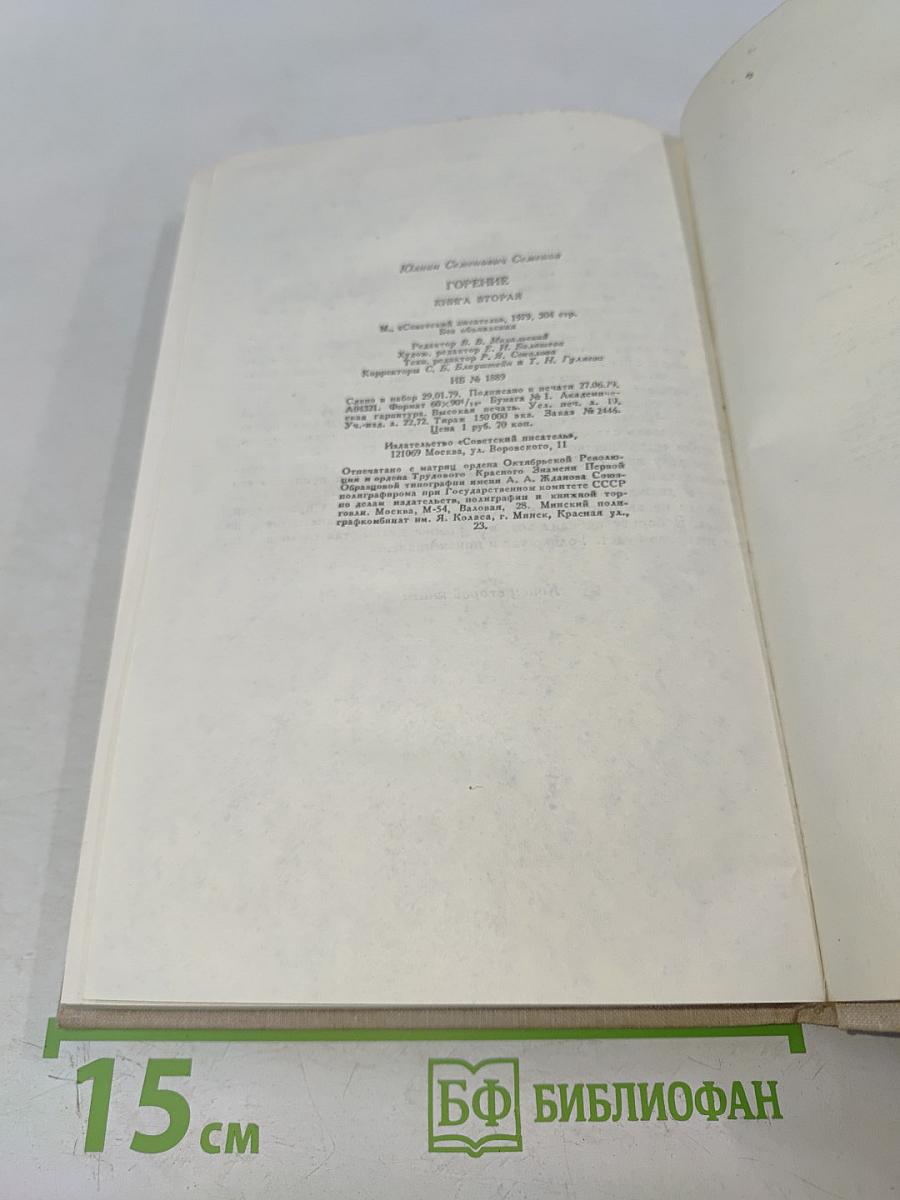 Юлиан Семенович Семенов
ГОРЕНИЕ
КНИГА ВТОРАЯ
М., «Советский писатель», 1979, 304 стр.
Без объявления
Редактор В. В.
Худож. редактор Е. И. Балашева
Техн. редактор Р. Я. Соколова
Корректоры С. Б. Блауштейн и Т. Н. Гуляева
ИБ № 1889
Сдано в набор 29.01.79. Подписано к печати 27.06.79.
А04321. Формат 60×90¹/₁₆. Бумага № 1. Академиче-
ская гарнитура. Высокая печать. Усл. печ. л. 19.
Уч.-изд. л. 22,72. Тираж 150 000 экз. Заказ № 2446.
Цена 1 руб. 70 коп.
Издательство «Советский писатель»,
121069 Москва, ул. Воровского, 11
Отпечатано с матриц ордена Октябрьской Револю-
ции и ордена Трудового Красного Знамени Первой
Образцовой типографии имени А. А. Жданова Союз-
полиграфпрома при Государственном комитете СССР
по делам издательств, полиграфии и книжной тор-
говли. Москва, М-54, Валовая, 28. Минский поли-
графкомбинат им. Я. Коласа, г. Минск, Красная ул.,
23.
15 см
БФ БИБЛИОФАН